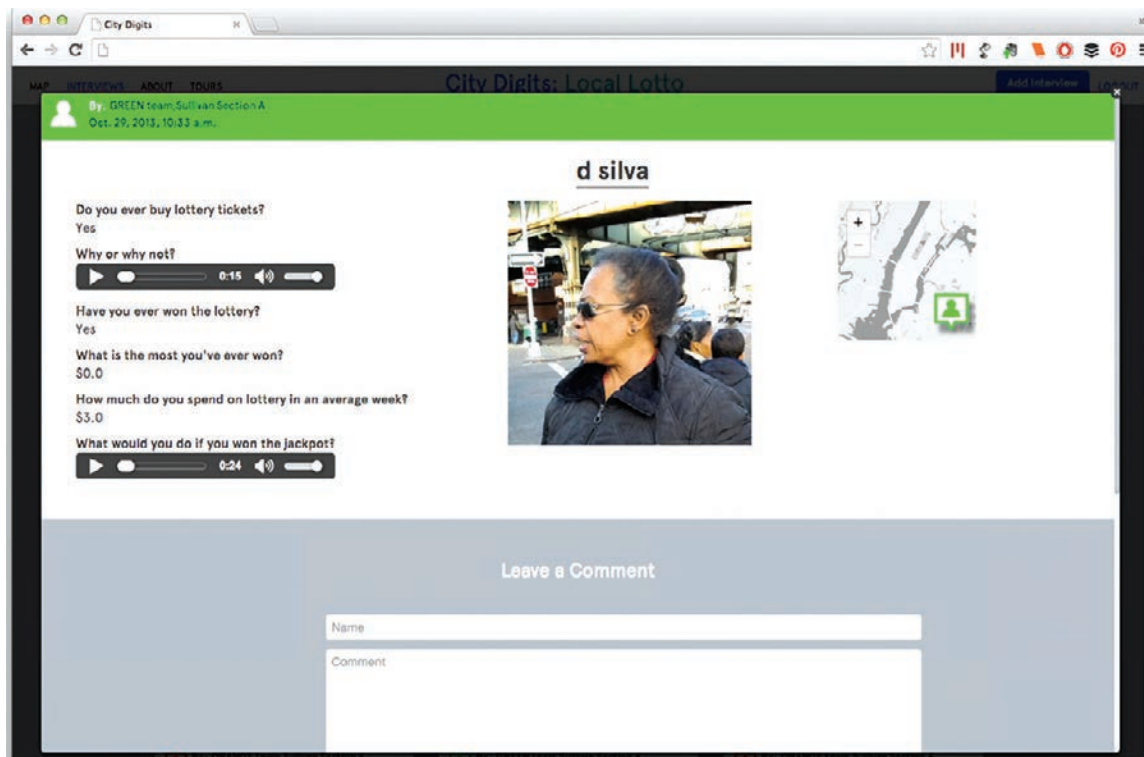 City Digits
MAP INTERVIEWS ABOUT TOURS
City Digits: Local Lotto
Add Interview
LOGOUT
By: GREEN team,Sullivan Section A
Oct. 29, 2013, 10:33 a.m.
d silva
Do you ever buy lottery tickets?
Yes
Why or why not?
0:15
Have you ever won the lottery?
Yes
What is the most you've ever won?
$0.0
How much do you spend on lottery in an average week?
$3.0
What would you do if you won the jackpot?
0:24
Leave a Comment
Name
Comment